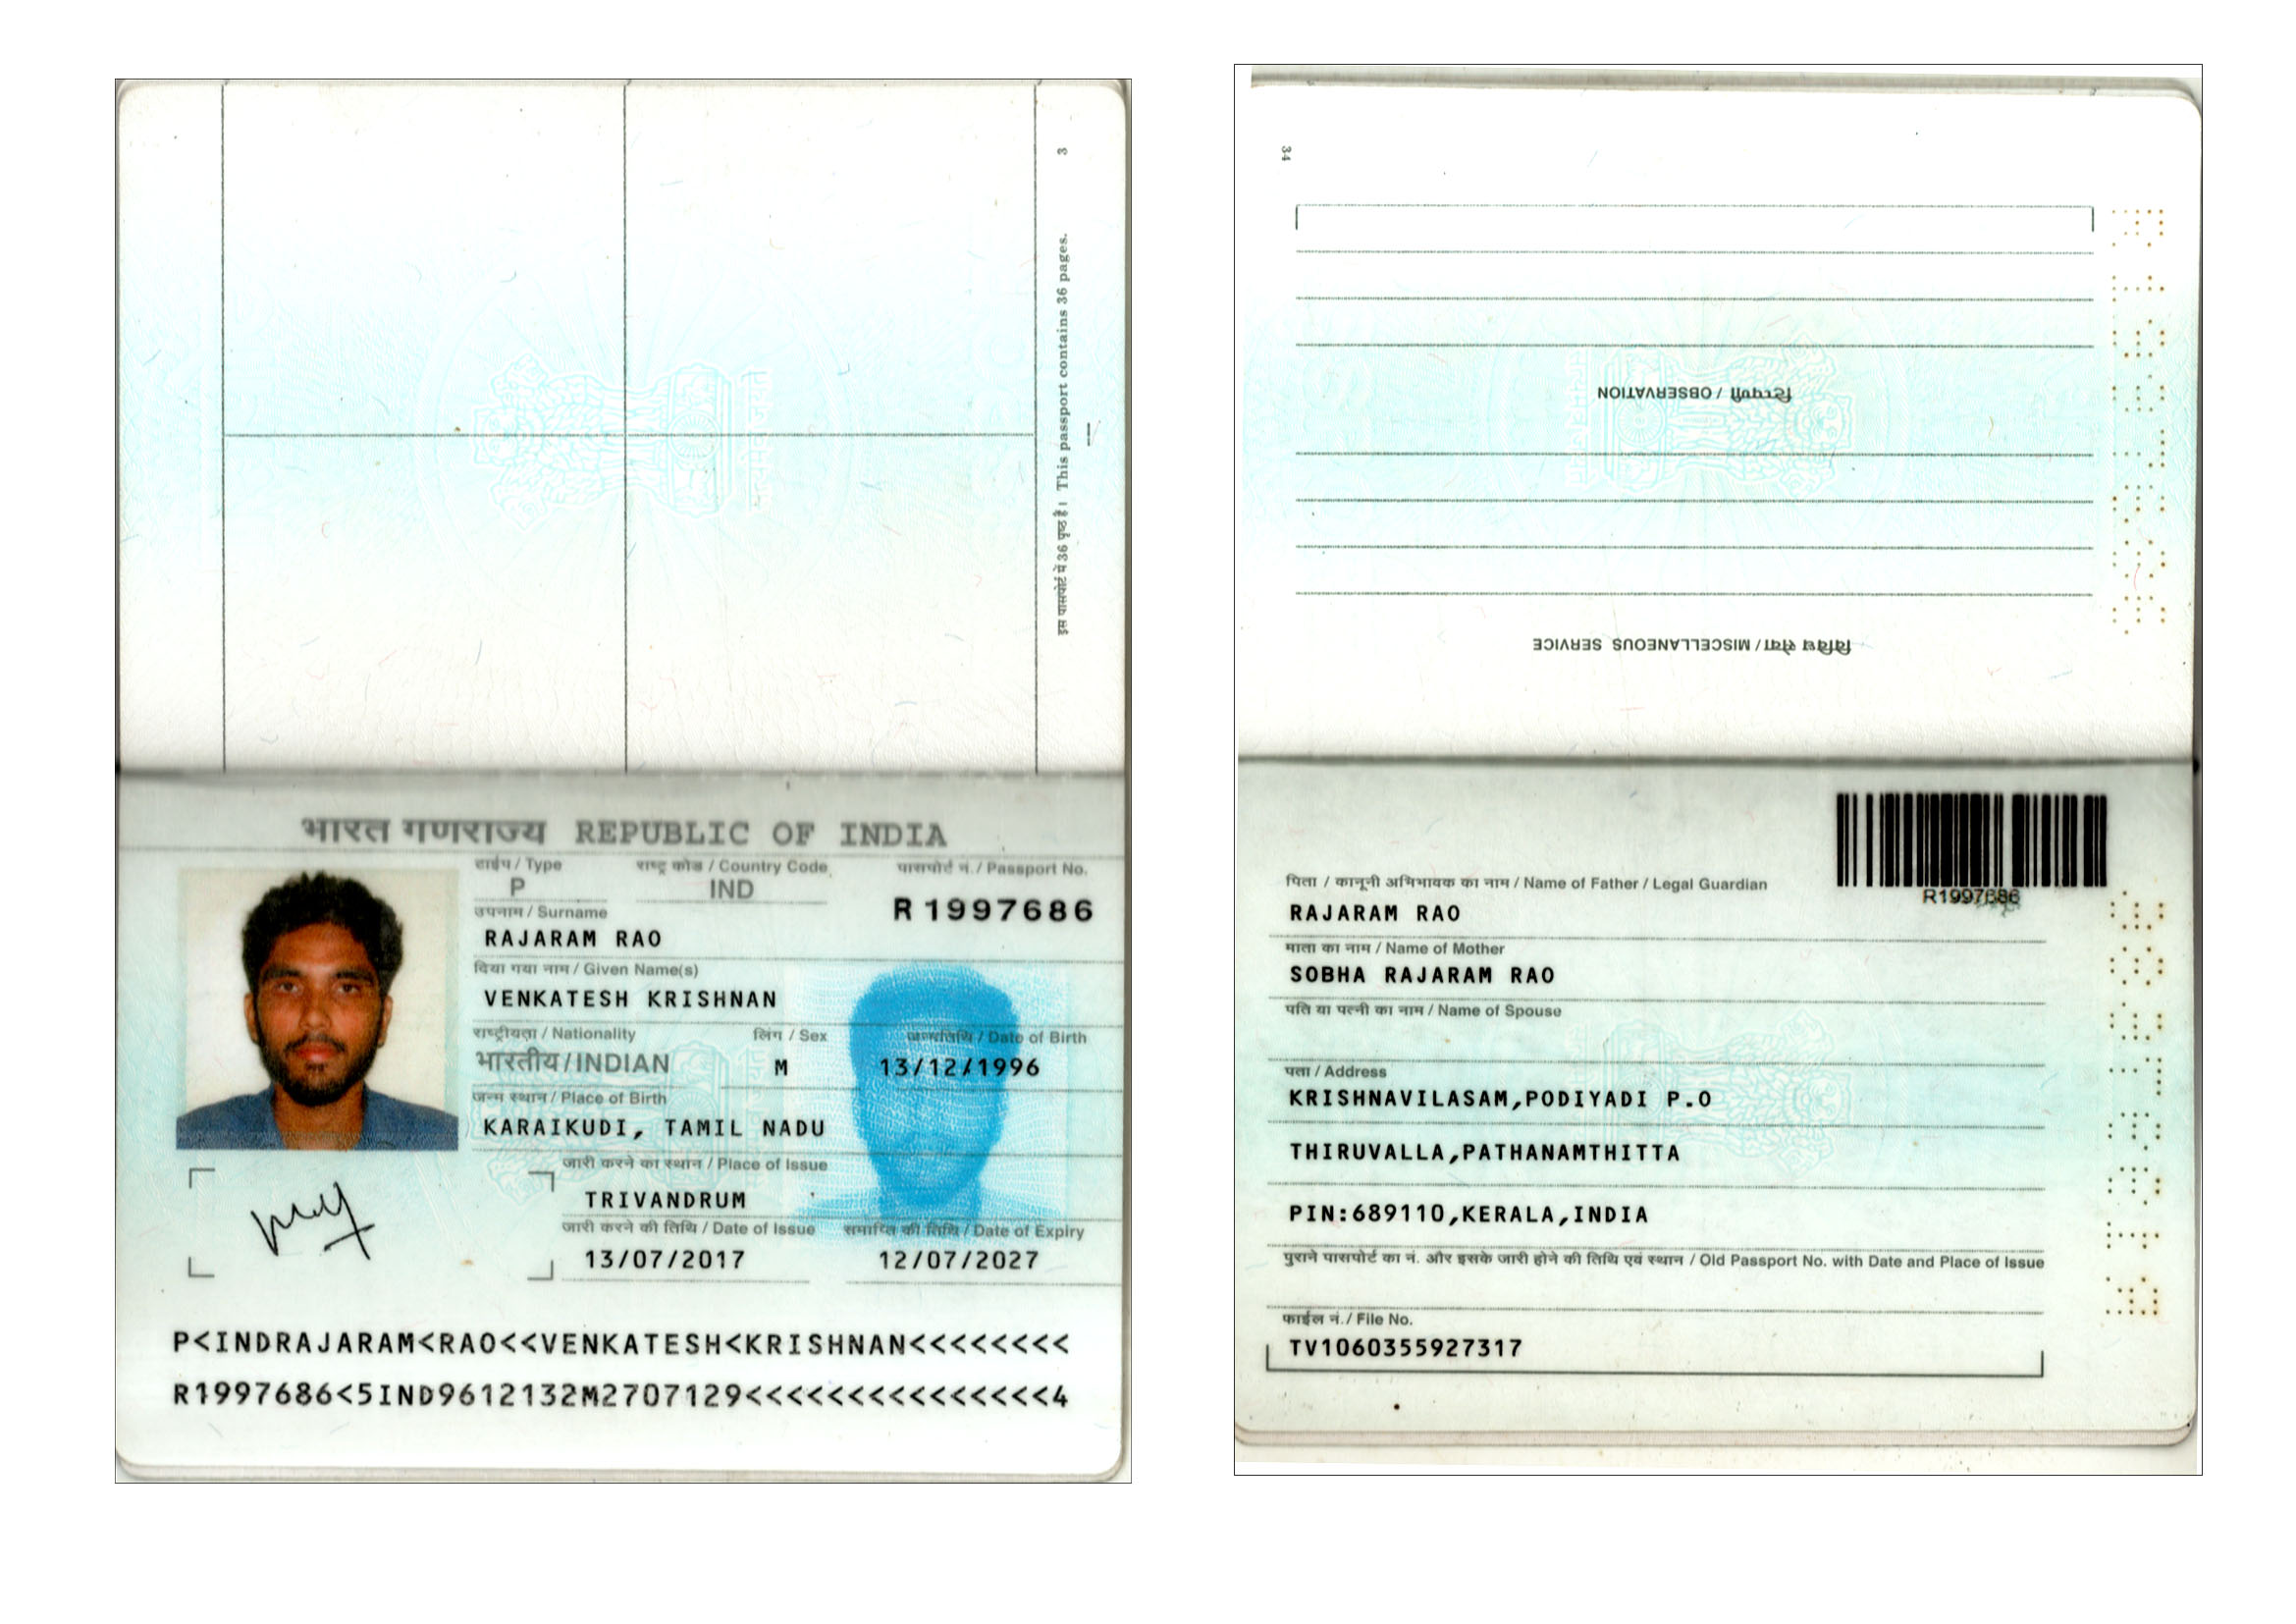 3
इस पासपोर्ट में 36 पृष्ठ हैं। This passport contains 36 pages.
भारत गणराज्य REPUBLIC OF INDIA
टाईप / Type
राष्ट्र कोड / Country Code
पासपोर्ट नं. / Passport No.
P
IND
R1997686
उपनाम / Surname
RAJARAM RAO
दिया गया नाम / Given Name(s)
VENKATESH KRISHNAN
राष्ट्रीयता / Nationality
लिंग / Sex
जन्मतिथि / Date of Birth
भारतीय/INDIAN
M
13/12/1996
जन्म स्थान / Place of Birth
KARAIKUDI, TAMIL NADU
जारी करने का स्थान / Place of Issue
TRIVANDRUM
जारी करने की तिथि / Date of Issue
समाप्ति की तिथि / Date of Expiry
13/07/2017
12/07/2027
P<INDRAJARAM<RAO<<VENKATESH<KRISHNAN<<<<<<<<
R1997686<5IND9612132M2707129<<<<<<<<<<<<<<<4
34
टिप्पणी / OBSERVATION
विविध सेवा / MISCELLANEOUS SERVICE
R1997686
पिता / कानूनी अभिभावक का नाम / Name of Father / Legal Guardian
RAJARAM RAO
माता का नाम / Name of Mother
SOBHA RAJARAM RAO
पति या पत्नी का नाम / Name of Spouse
पता / Address
KRISHNAVILASAM,PODIYADI P.O
THIRUVALLA,PATHANAMTHITTA
PIN:689110,KERALA,INDIA
पुराने पासपोर्ट का नं. और इसके जारी होने की तिथि एवं स्थान / Old Passport No. with Date and Place of Issue
फाईल नं. / File No.
TV1060355927317